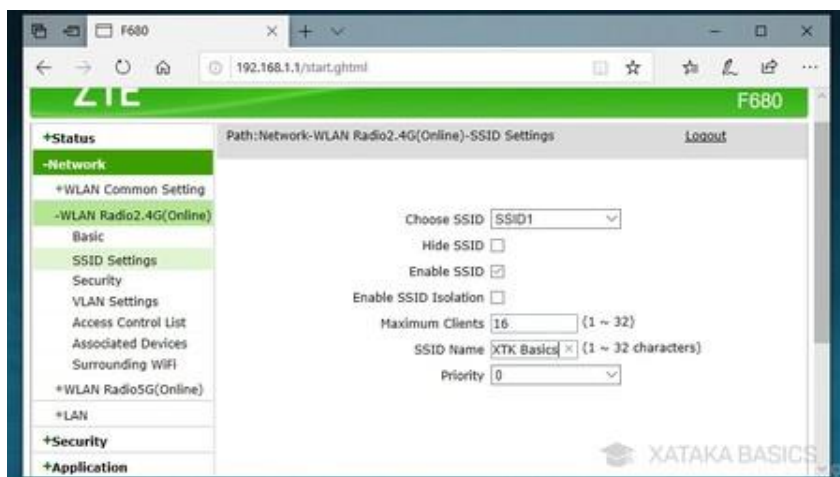 F680
192.168.1.1/start.ghtml
ZTE
F680
+Status
Path:Network-WLAN Radio2.4G(Online)-SSID Settings
Logout
-Network
+WLAN Common Setting
-WLAN Radio2.4G(Online)
Basic
SSID Settings
Security
VLAN Settings
Access Control List
Associated Devices
Surrounding WiFi
+WLAN Radio5G(Online)
+LAN
+Security
+Application
Choose SSID SSID1
Hide SSID
Enable SSID
Enable SSID Isolation
Maximum Clients 16 (1 ~ 32)
SSID Name XTK Basics (1 ~ 32 characters)
Priority 0
XATAKA BASICS